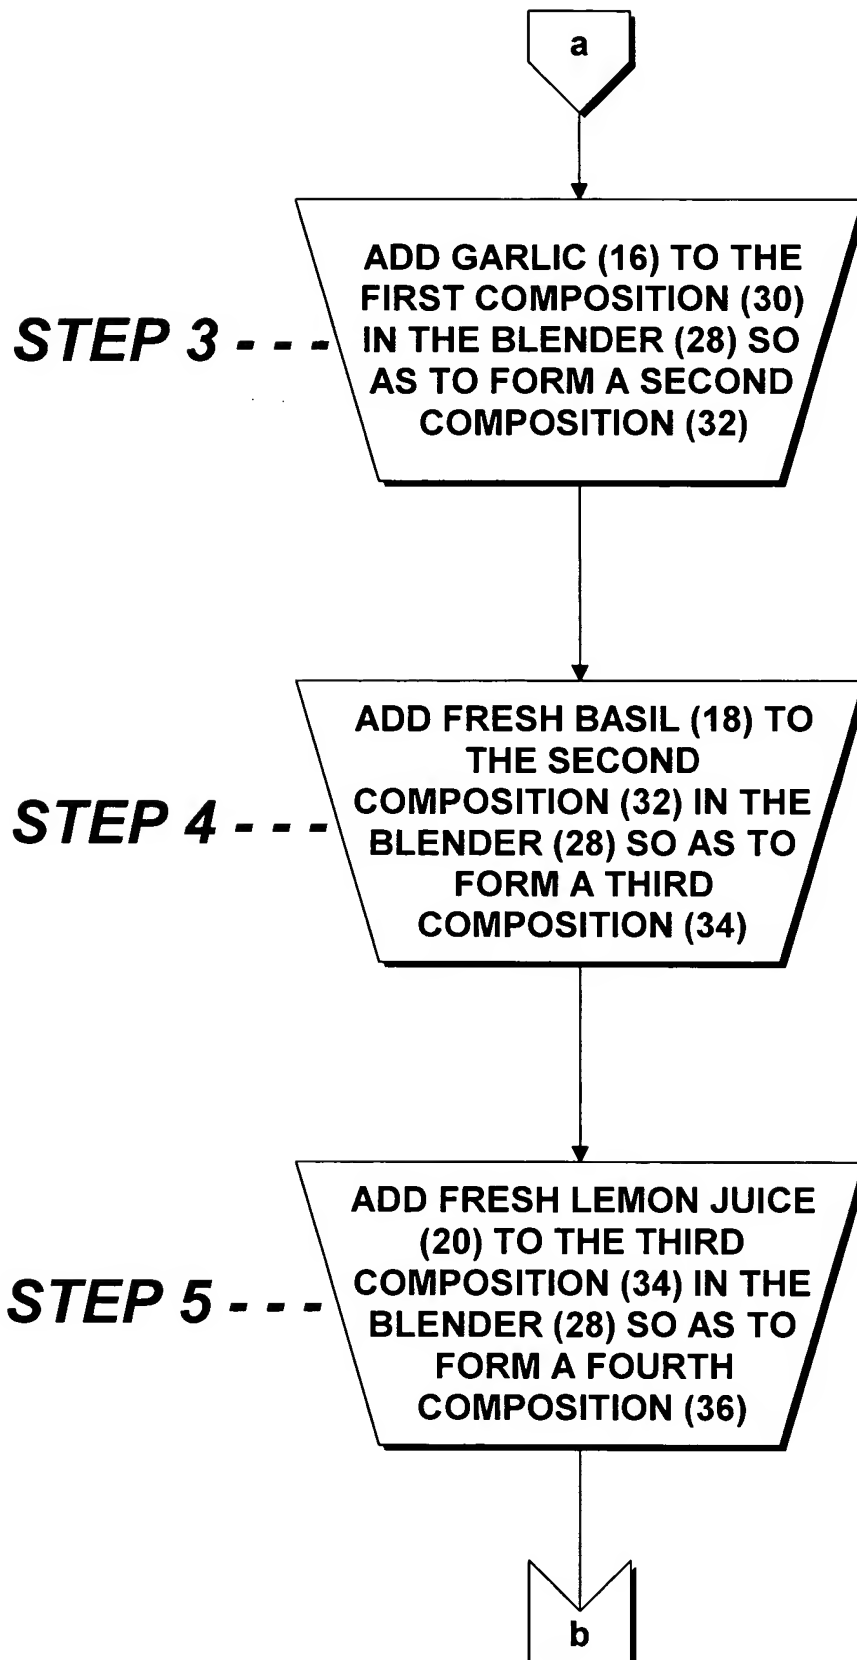 a
ADD GARLIC (16) TO THE
FIRST COMPOSITION (30)
IN THE BLENDER (28) SO
AS TO FORM A SECOND
COMPOSITION (32)
STEP 3 - - -
ADD FRESH BASIL (18) TO
THE SECOND
COMPOSITION (32) IN THE
BLENDER (28) SO AS TO
FORM A THIRD
COMPOSITION (34)
STEP 4 - - -
ADD FRESH LEMON JUICE
(20) TO THE THIRD
COMPOSITION (34) IN THE
BLENDER (28) SO AS TO
FORM A FOURTH
COMPOSITION (36)
STEP 5 - - -
b